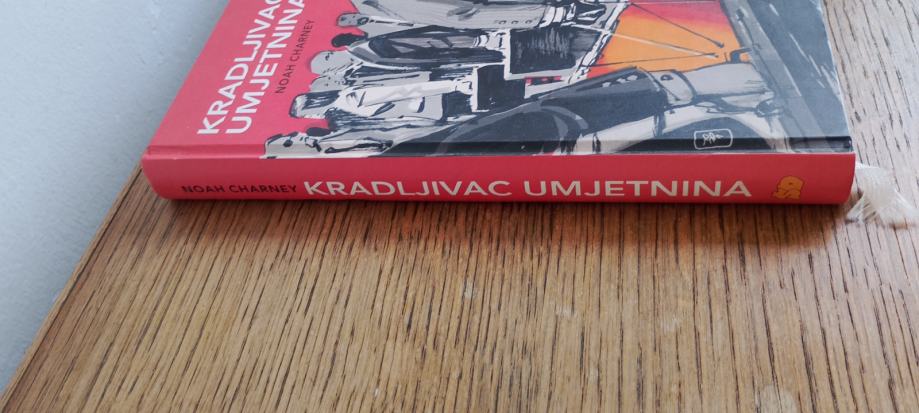 KRADLJIVAC
UMJETNINA
NOAH CHARNEY
NOAH CHARNEY KRADLJIVAC UMJETNINA